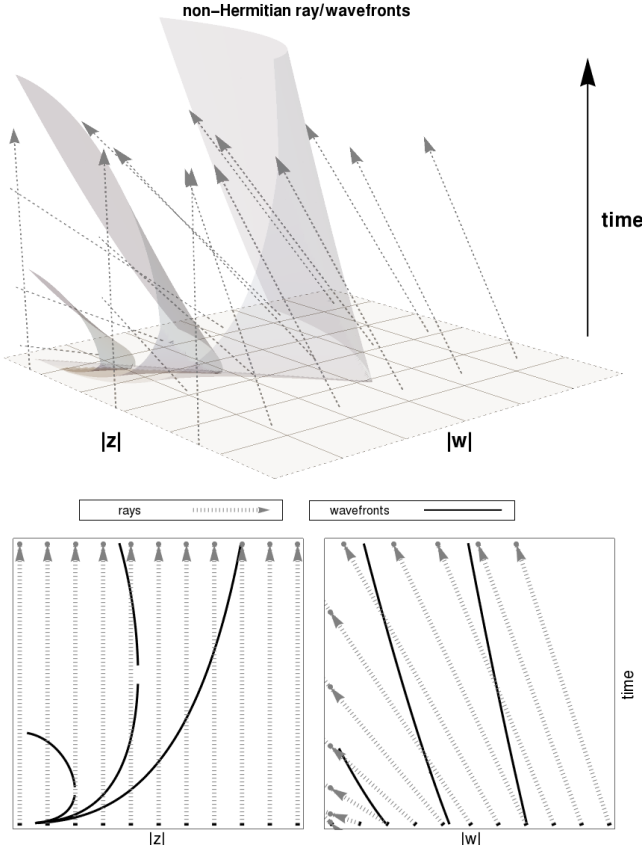 non-Hermitian ray/wavefronts
time
|z|
|w|
rays
wavefronts
time
|z|
|w|